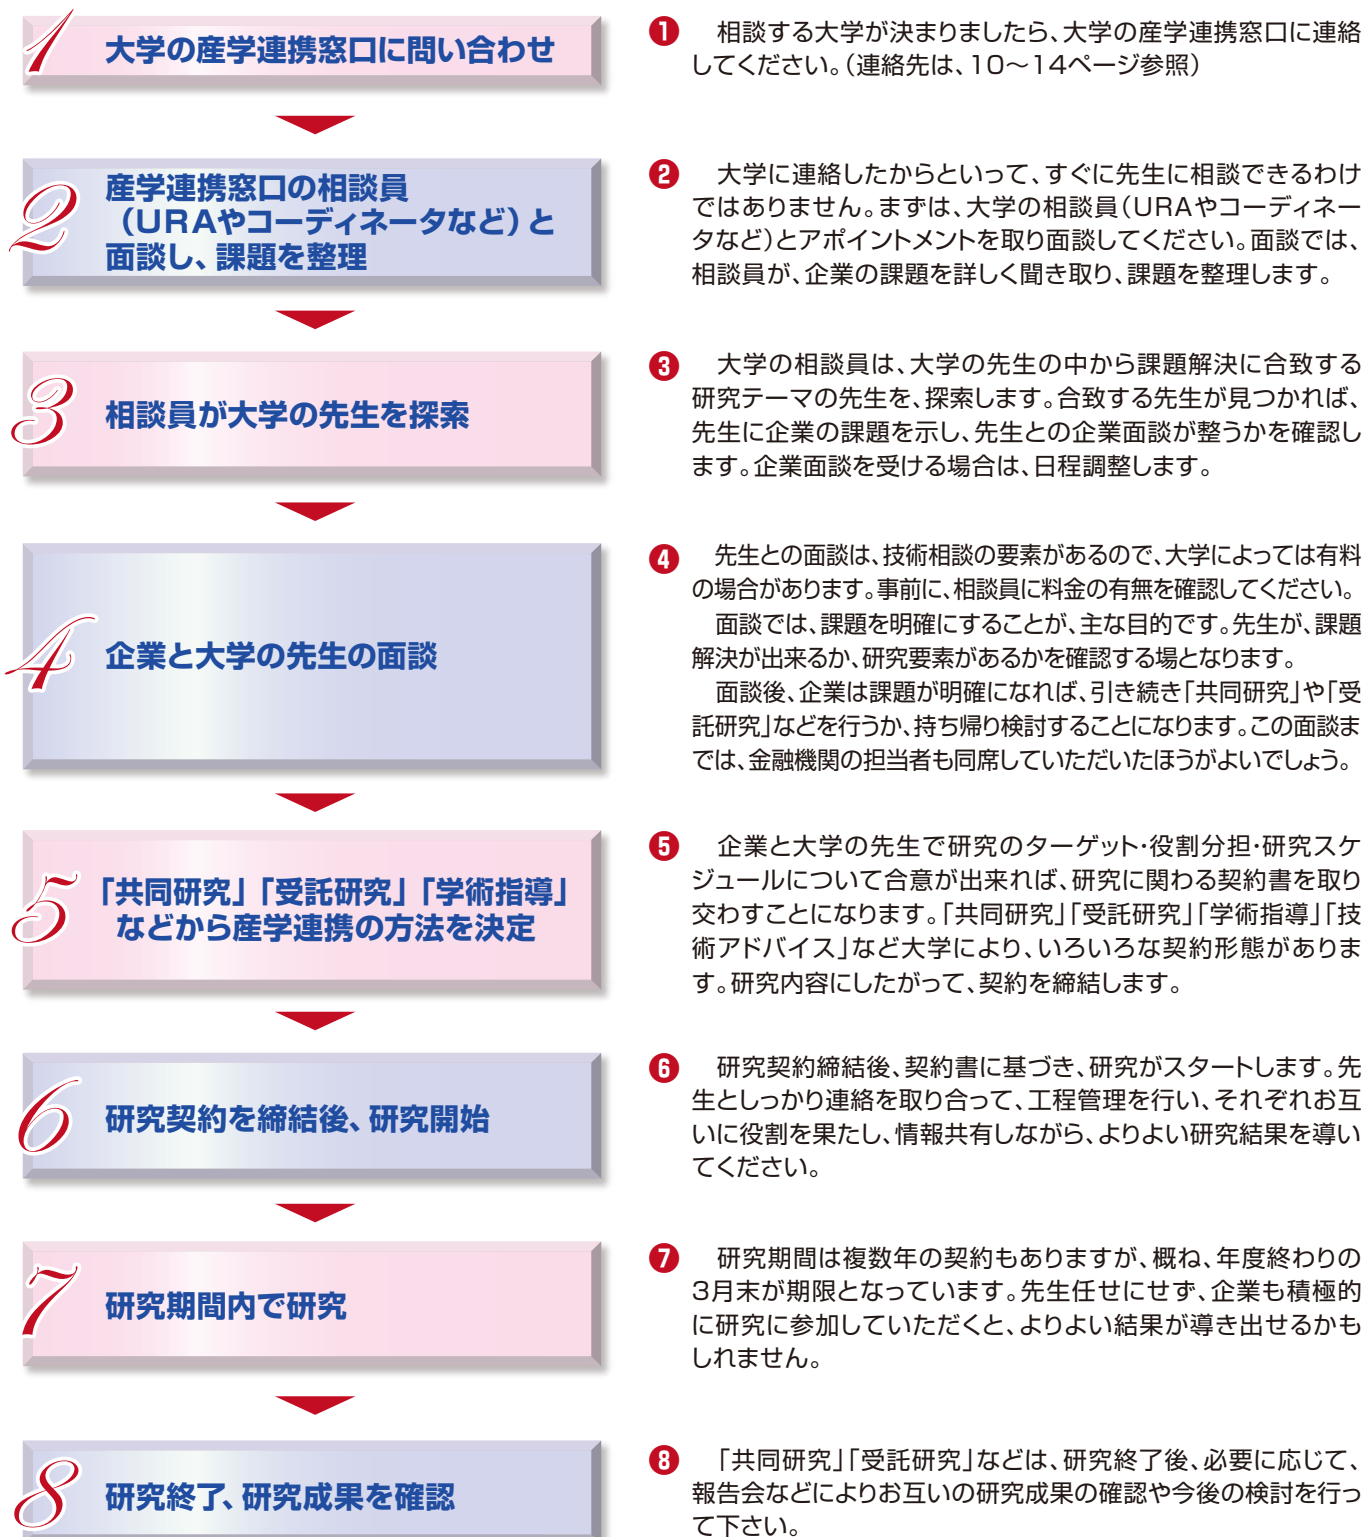 1
大学の産学連携窓口に問い合わせ
❶ 相談する大学が決まりましたら、大学の産学連携窓口に連絡
してください。(連絡先は、10～14ページ参照)
2
産学連携窓口の相談員
(URAやコーディネータなど)と
面談し、課題を整理
❷ 大学に連絡したからといって、すぐに先生に相談できるわけ
ではありません。まずは、大学の相談員(URAやコーディネー
タなど)とアポイントメントを取り面談してください。面談では、
相談員が、企業の課題を詳しく聞き取り、課題を整理します。
3
相談員が大学の先生を探索
❸ 大学の相談員は、大学の先生の中から課題解決に合致する
研究テーマの先生を、探索します。合致する先生が見つかれば、
先生に企業の課題を示し、先生との企業面談が整うかを確認し
ます。企業面談を受ける場合は、日程調整します。
4
企業と大学の先生の面談
❹ 先生との面談は、技術相談の要素があるので、大学によっては有料
の場合があります。事前に、相談員に料金の有無を確認してください。
面談では、課題を明確にすることが、主な目的です。先生が、課題
解決が出来るか、研究要素があるかを確認する場となります。
面談後、企業は課題が明確になれば、引き続き「共同研究」や「受
託研究」などを行うか、持ち帰り検討することになります。この面談ま
では、金融機関の担当者も同席していただいたほうがよいでしょう。
5
「共同研究」「受託研究」「学術指導」
などから産学連携の方法を決定
❺ 企業と大学の先生で研究のターゲット・役割分担・研究スケ
ジュールについて合意が出来れば、研究に関わる契約書を取り
交わすことになります。「共同研究」「受託研究」「学術指導」「技
術アドバイス」など大学により、いろいろな契約形態がありま
す。研究内容にしたがって、契約を締結します。
6
研究契約を締結後、研究開始
❻ 研究契約締結後、契約書に基づき、研究がスタートします。先
生としっかり連絡を取り合って、工程管理を行い、それぞれお互
いに役割を果たし、情報共有しながら、よりよい研究結果を導い
てください。
7
研究期間内で研究
❼ 研究期間は複数年の契約もありますが、概ね、年度終わりの
3月末が期限となっています。先生任せにせず、企業も積極的
に研究に参加していただくと、よりよい結果が導き出せるかも
しれません。
8
研究終了、研究成果を確認
❽ 「共同研究」「受託研究」などは、研究終了後、必要に応じて、
報告会などによりお互いの研究成果の確認や今後の検討を行っ
て下さい。